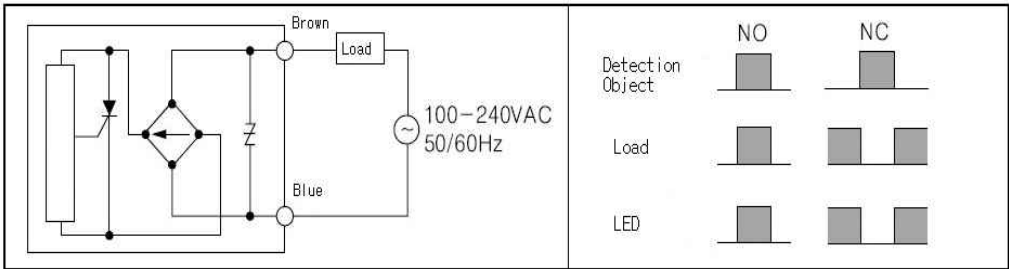 Brown
Load
100-240VAC
50/60Hz
Blue
NO NC
Detection
Object
Load
LED